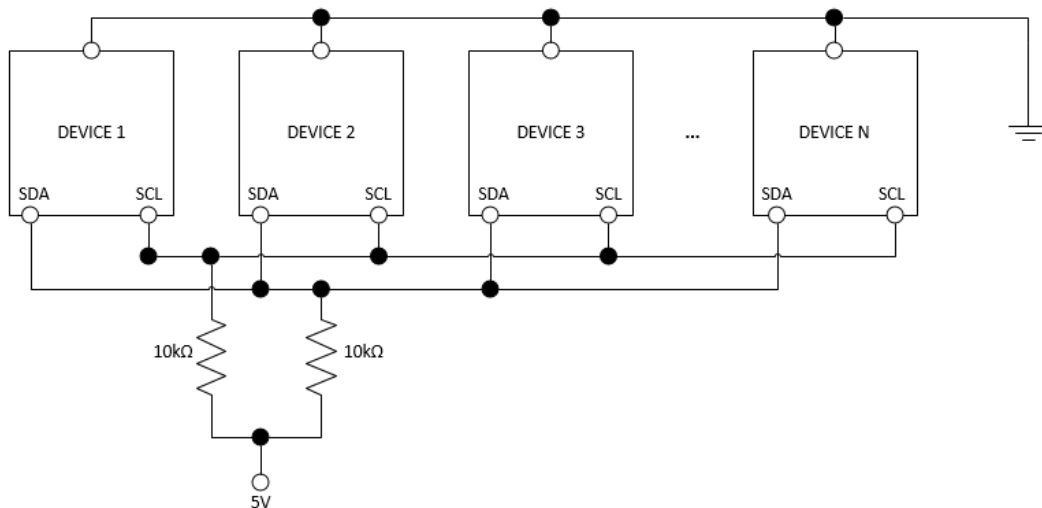 DEVICE 1
DEVICE 2
DEVICE 3
...
DEVICE N
SDA
SCL
SDA
SCL
SDA
SCL
SDA
SCL
10kΩ
10kΩ
5V